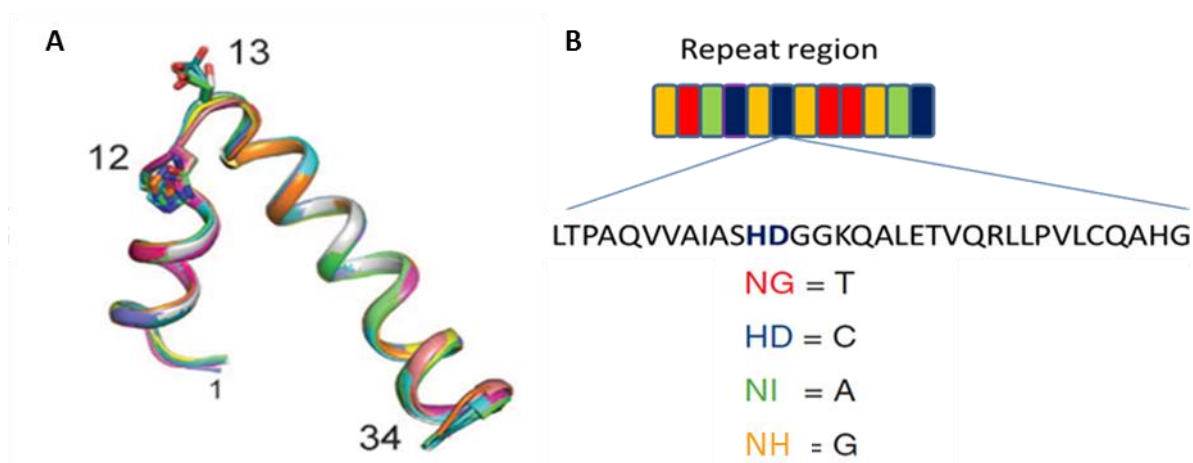 A
13
12
1
34
B
Repeat region
LTPAQVVAIASHDGGKQALETVQRLLPVLCQAHG
NG = T
HD = C
NI = A
NH = G